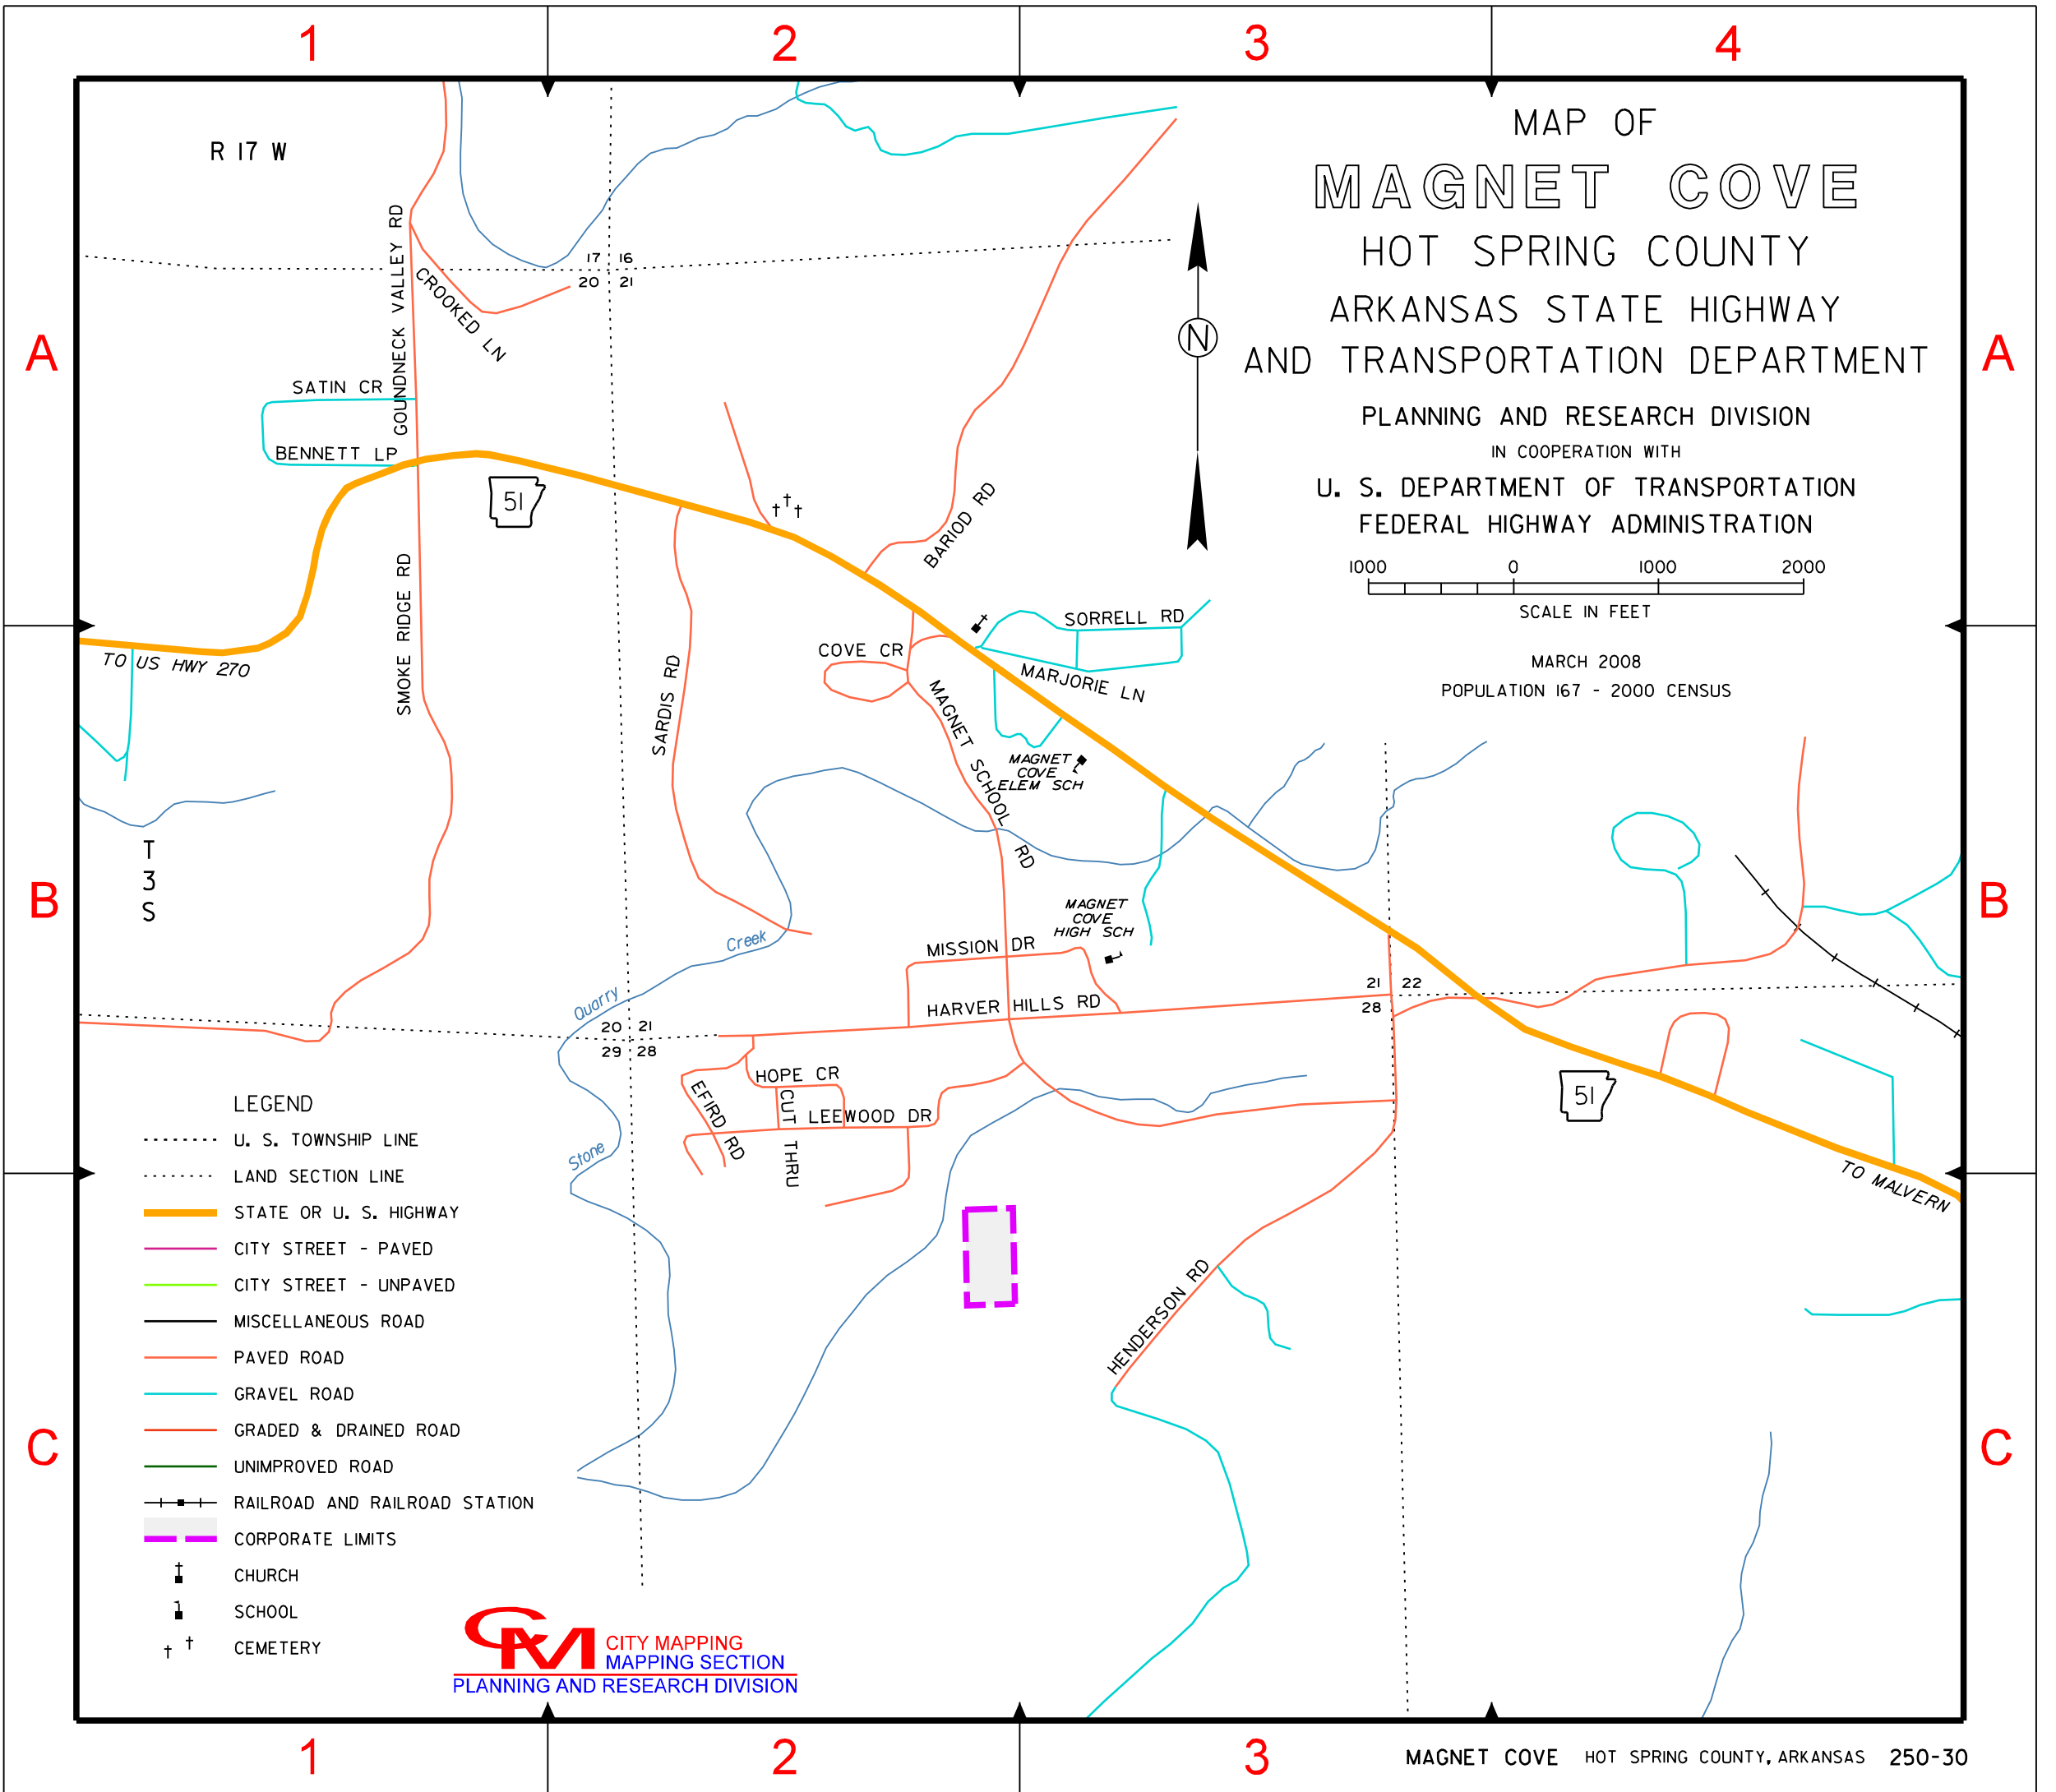 1 2 3 4
A
B
C
A
B
C
R 17 W
MAP OF
MAGNET COVE
HOT SPRING COUNTY
ARKANSAS STATE HIGHWAY
AND TRANSPORTATION DEPARTMENT
PLANNING AND RESEARCH DIVISION
IN COOPERATION WITH
U. S. DEPARTMENT OF TRANSPORTATION
FEDERAL HIGHWAY ADMINISTRATION
1000 0 1000 2000
SCALE IN FEET
MARCH 2008
POPULATION 167 - 2000 CENSUS
N
GOUNDNECK VALLEY RD
CROOKED LN
17 16
20 21
SATIN CR
BENNETT LP
51
SMOKE RIDGE RD
BARIOD RD
SORRELL RD
COVE CR
MARJORIE LN
TO US HWY 270
SARDIS RD
MAGNET SCHOOL RD
MAGNET
COVE
ELEM SCH
T
3
S
MAGNET
COVE
HIGH SCH
Creek
MISSION DR
Quarry
HARVER HILLS RD
21 22
28
20 21
29 28
HOPE CR
EFIRD RD
CUT THRU
LEEWOOD DR
51
Stone
TO MALVERN
HENDERSON RD
LEGEND
U. S. TOWNSHIP LINE
LAND SECTION LINE
STATE OR U. S. HIGHWAY
CITY STREET - PAVED
CITY STREET - UNPAVED
MISCELLANEOUS ROAD
PAVED ROAD
GRAVEL ROAD
GRADED & DRAINED ROAD
UNIMPROVED ROAD
RAILROAD AND RAILROAD STATION
CORPORATE LIMITS
CHURCH
SCHOOL
CEMETERY
CM
CITY MAPPING
MAPPING SECTION
PLANNING AND RESEARCH DIVISION
1 2 3
MAGNET COVE HOT SPRING COUNTY, ARKANSAS 250-30